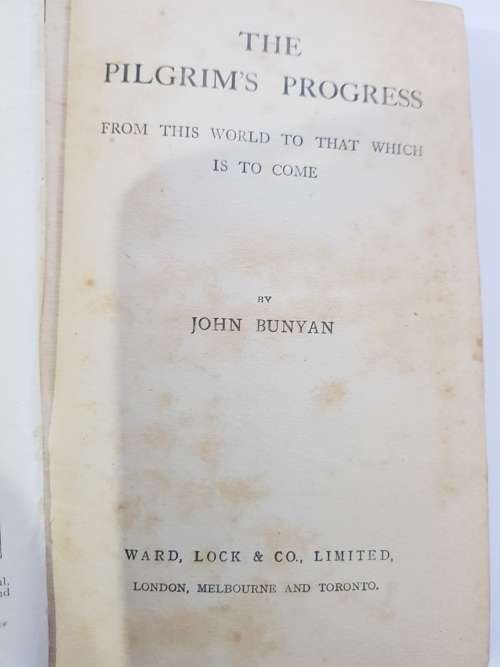 THE
PILGRIM'S PROGRESS
FROM THIS WORLD TO THAT WHICH
IS TO COME
BY
JOHN BUNYAN
WARD, LOCK & CO., LIMITED,
LONDON, MELBOURNE AND TORONTO.